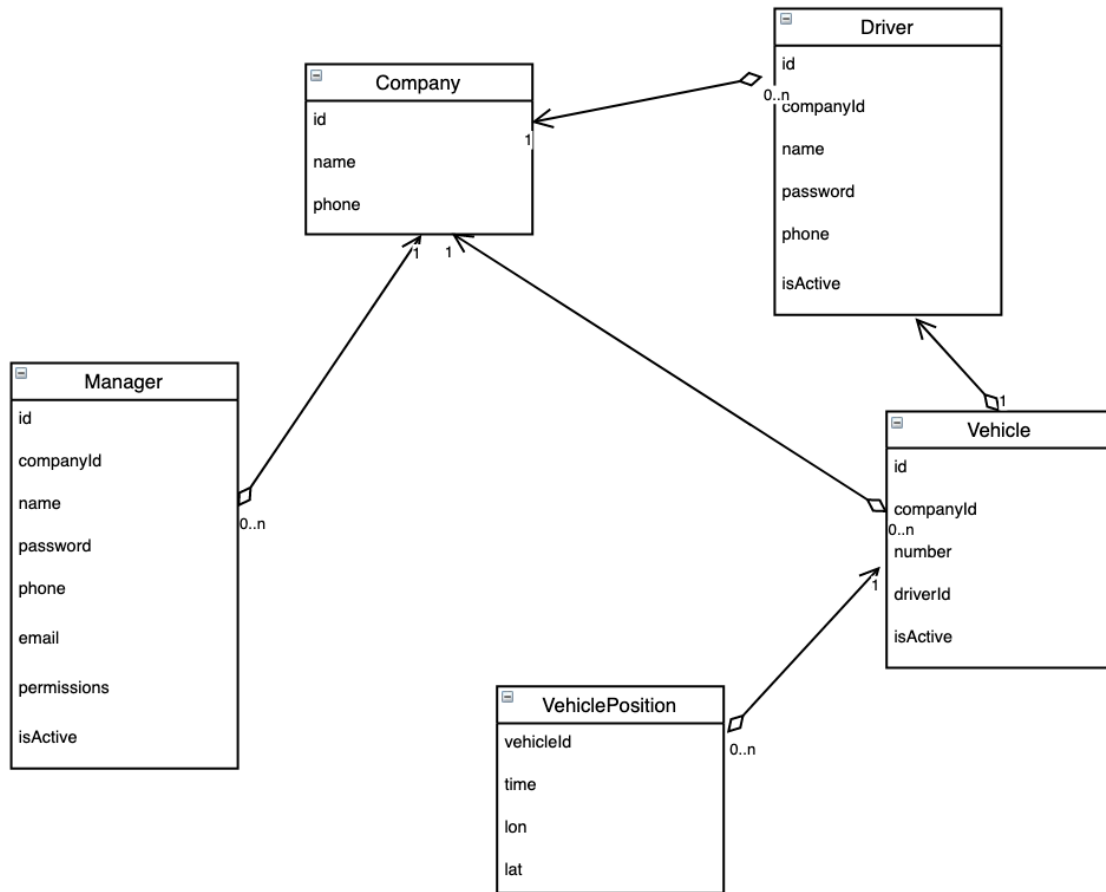 Driver
id
0..n
companyId
name
password
phone
isActive
Company
id
1
name
phone
1
1
Manager
id
companyId
name
0..n
password
phone
email
permissions
isActive
1
Vehicle
id
companyId
0..n
number
1
driverId
isActive
VehiclePosition
vehicleId
0..n
time
lon
lat